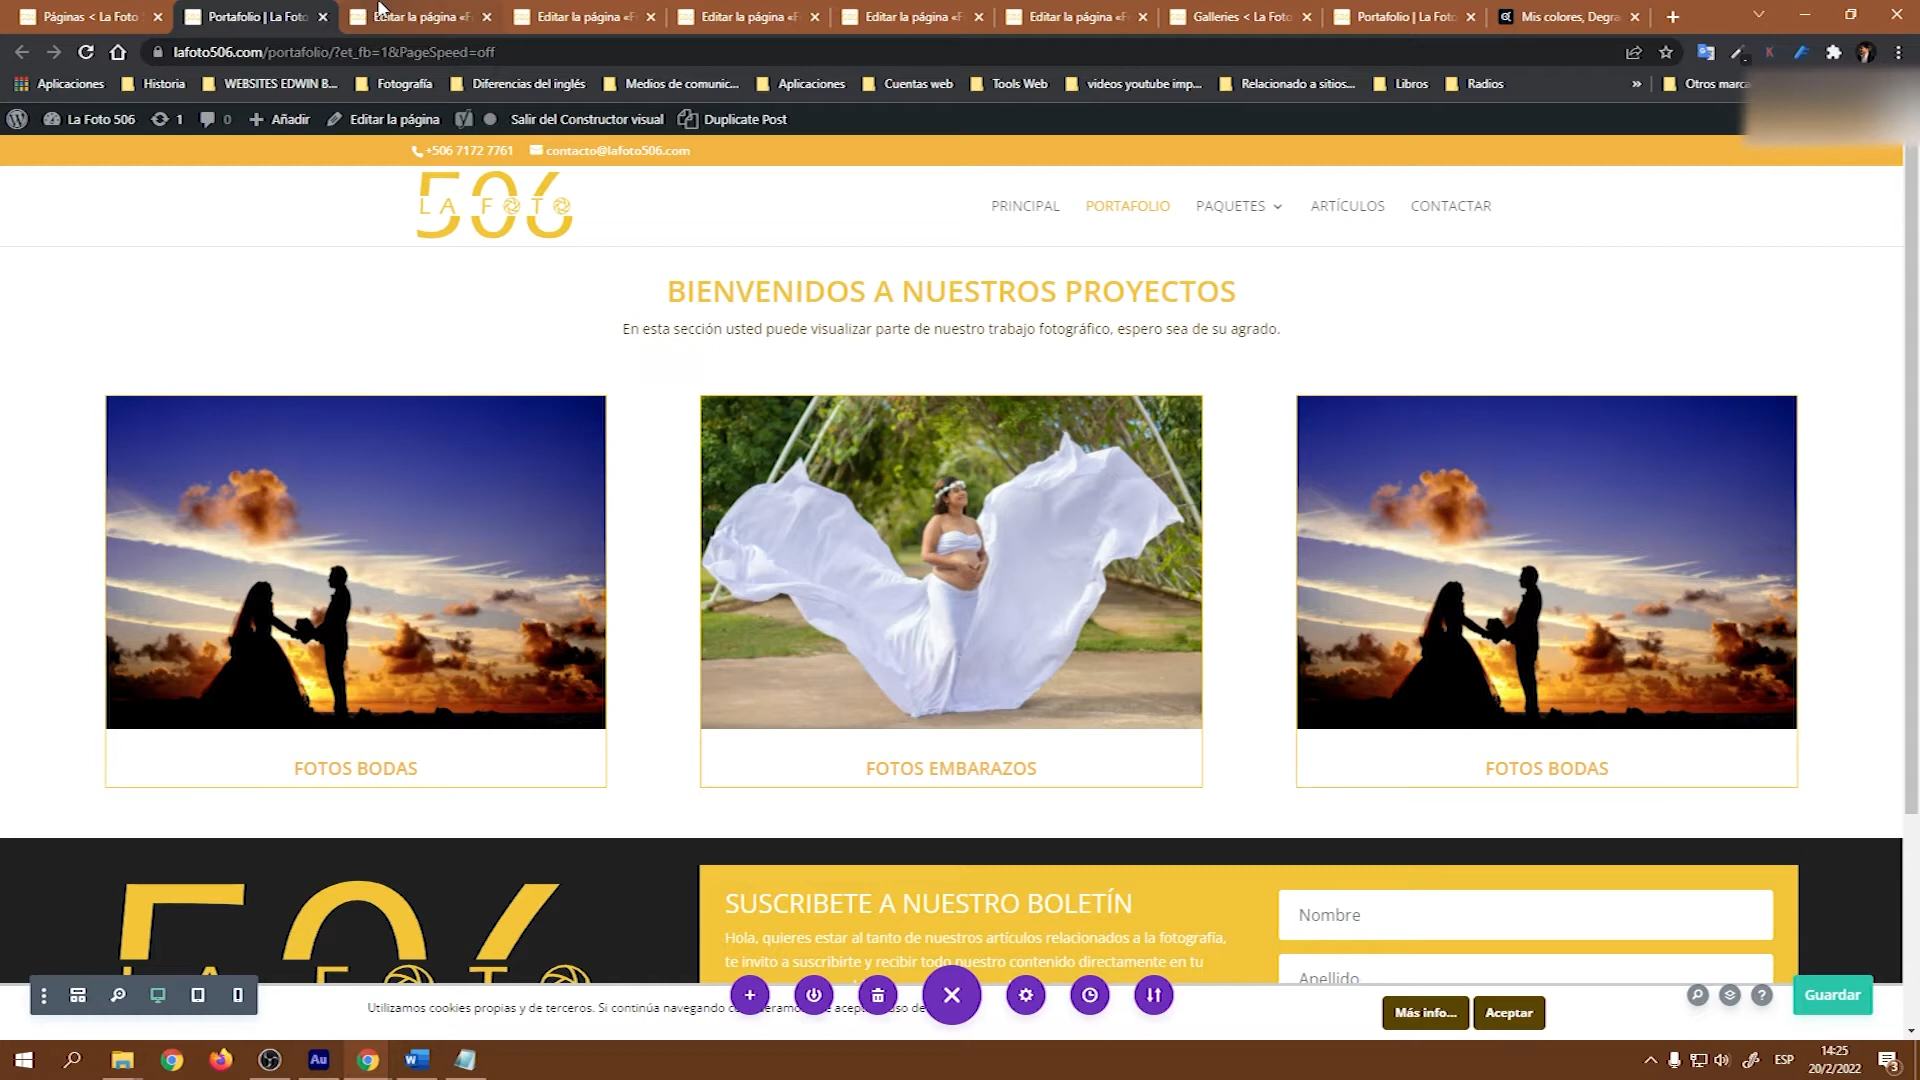 Páginas < La Foto
Portafolio | La Foto
Editar la página «F
Editar la página «F
Editar la página «F
Editar la página «F
Editar la página «F
Galleries < La Foto
Portafolio | La Foto
Mis colores, Degra
lafoto506.com/portafolio/?et_fb=1&PageSpeed=off
Aplicaciones
Historia
WEBSITES EDWIN B...
Fotografía
Diferencias del inglés
Medios de comunic...
Aplicaciones
Cuentas web
Tools Web
videos youtube imp...
Relacionado a sitios...
Libros
Radios
»
Otros marca
La Foto 506
1
0
Añadir
Editar la página
Salir del Constructor visual
Duplicate Post
+506 7172 7761
contacto@lafoto506.com
506
LA FOTO
PRINCIPAL
PORTAFOLIO
PAQUETES
ARTÍCULOS
CONTACTAR
BIENVENIDOS A NUESTROS PROYECTOS
En esta sección usted puede visualizar parte de nuestro trabajo fotográfico, espero sea de su agrado.
FOTOS BODAS
FOTOS EMBARAZOS
FOTOS BODAS
506
LA FOTO
SUSCRIBETE A NUESTRO BOLETÍN
Hola, quieres estar al tanto de nuestros artículos relacionados a la fotografía,
te invito a suscribirte y recibir todo nuestro contenido directamente en tu
Nombre
Apellido
Utilizamos cookies propias y de terceros. Si continúa navegando
Más info...
Aceptar
?
Guardar
Au
ESP
14:25
20/2/2022
3